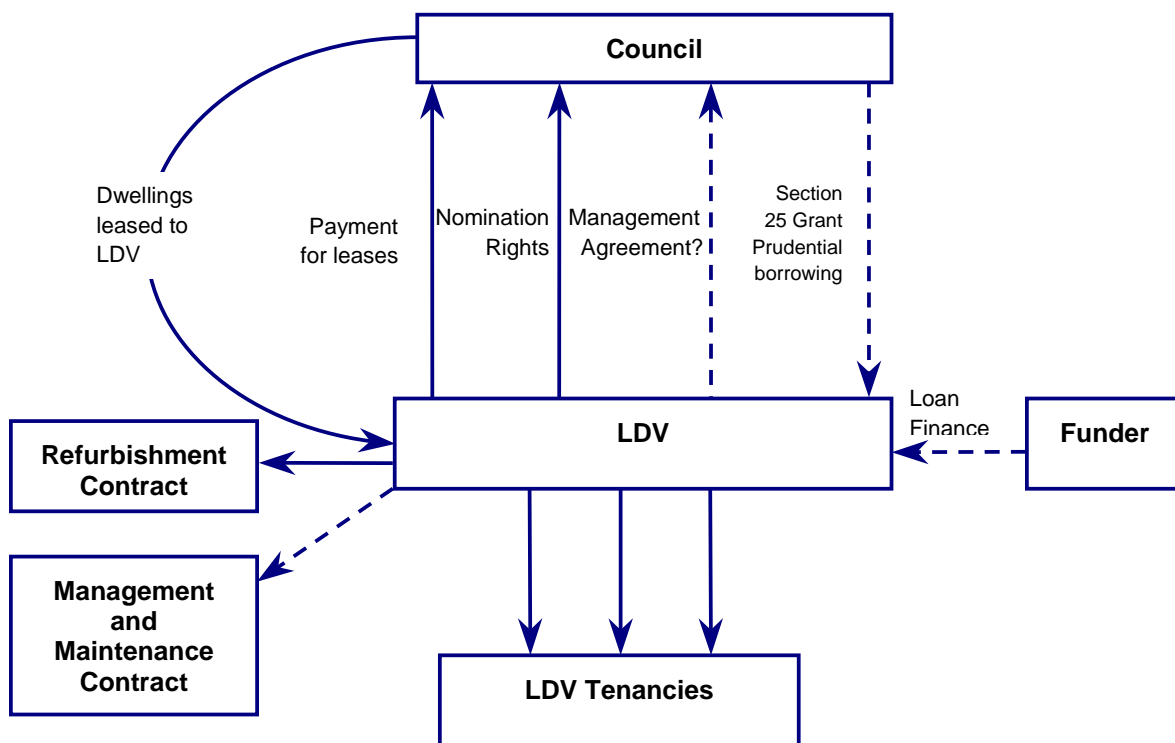 Council
Dwellings
leased to
LDV
Payment
for leases
Nomination
Rights
Management
Agreement?
Section
25 Grant
Prudential
borrowing
LDV
Loan
Finance
Funder
Refurbishment
Contract
Management
and
Maintenance
Contract
LDV Tenancies